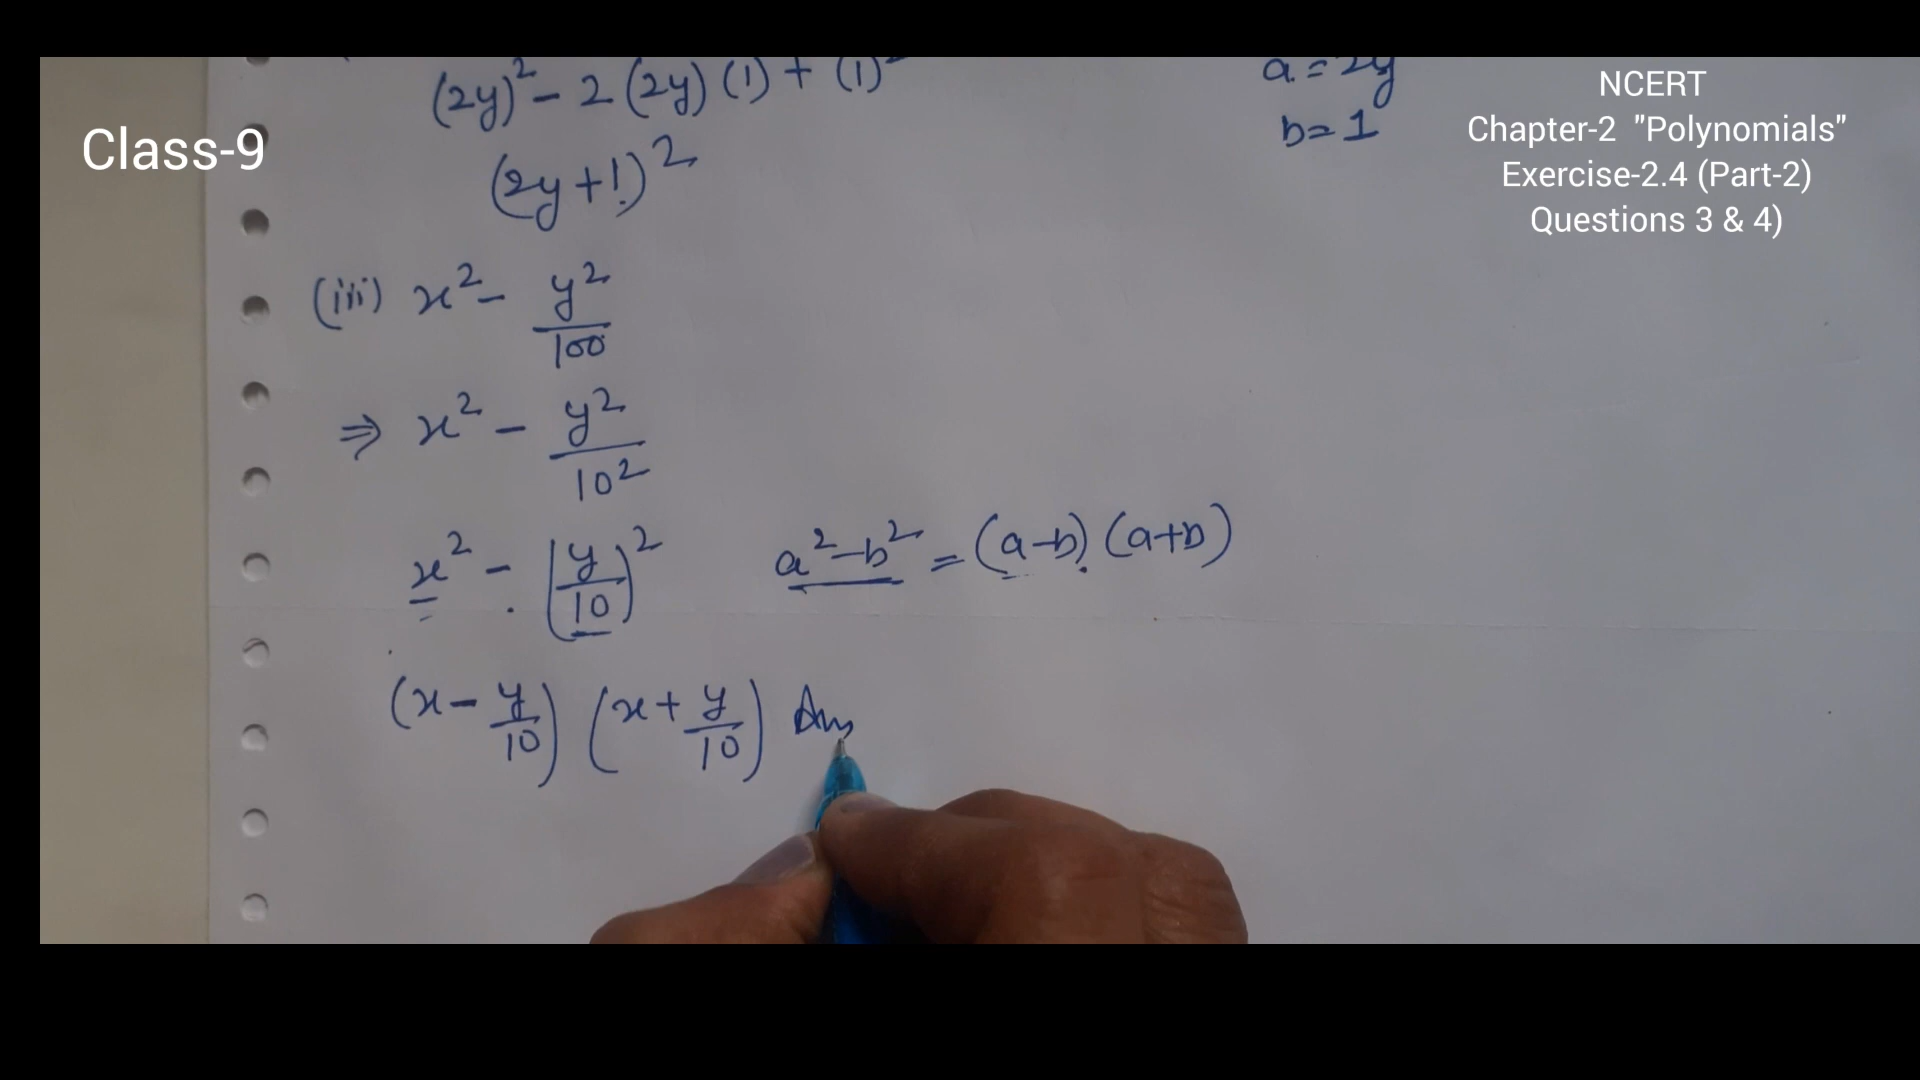 (2y)² - 2 (2y) (1) + (1)²
a = 2y
b = 1
(2y + 1)²
Class-9
NCERT
Chapter-2 "Polynomials"
Exercise-2.4 (Part-2)
Questions 3 & 4)
(iii) x² - y²/100
⇒ x² - y²/10²
x² - (y/10)²
a² - b² = (a-b) (a+b)
(x - y/10) (x + y/10) Ans